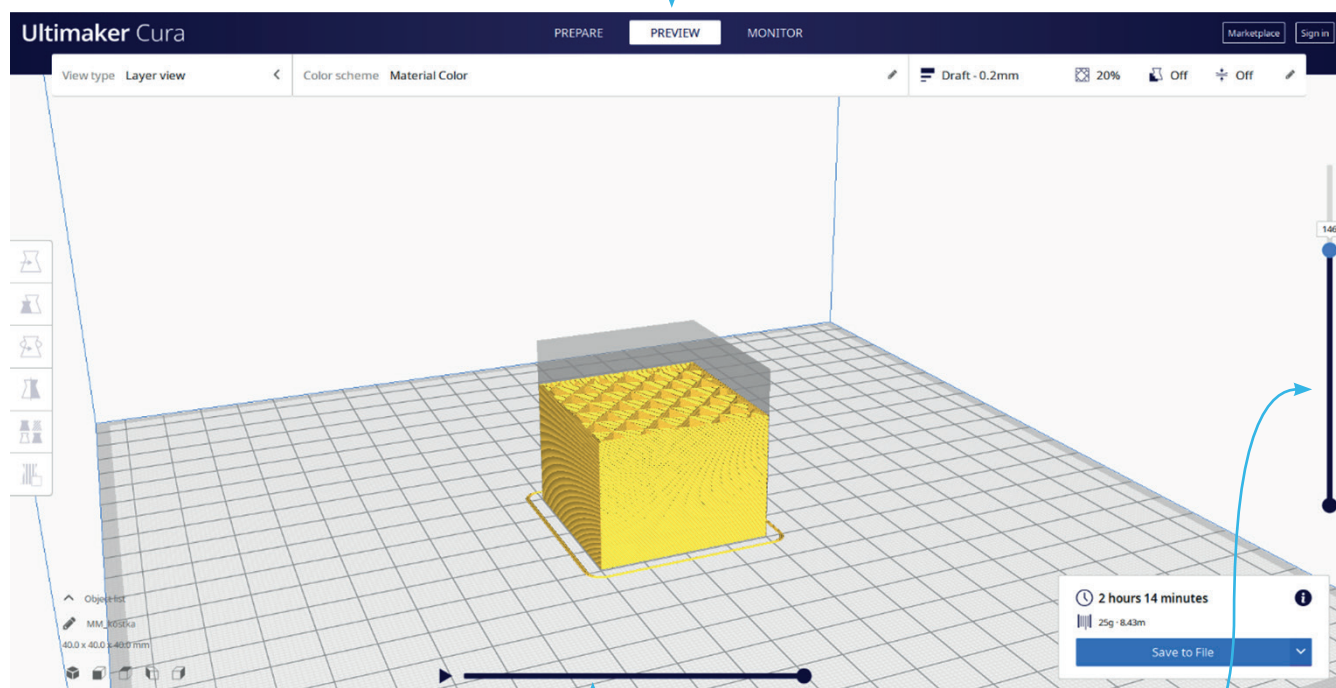 Ultimaker Cura
PREPARE PREVIEW MONITOR
Marketplace Sign in
View type Layer view
Color scheme Material Color
Draft - 0.2mm 20% Off Off
146
Object list
MM_kostka
40.0 x 40.0 x 40.0 mm
2 hours 14 minutes
25g · 8.43m
Save to File